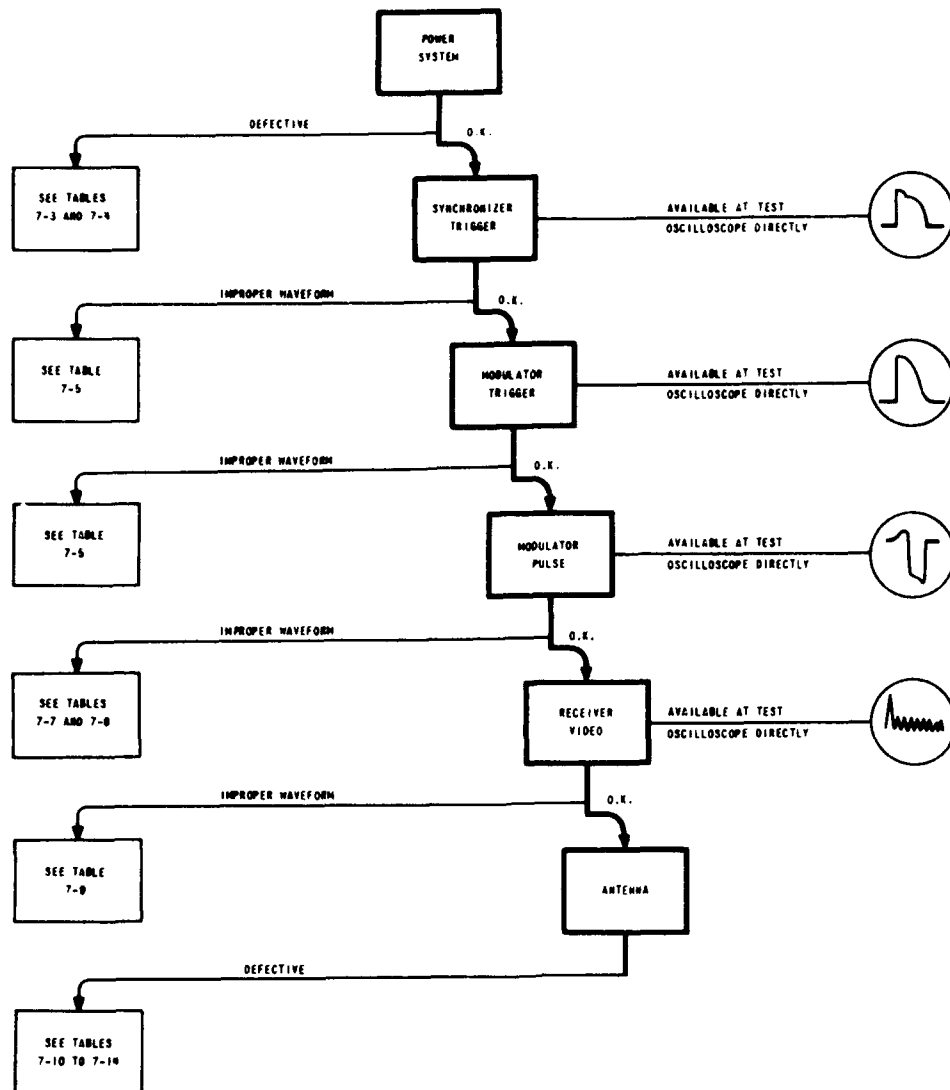 POWER
SYSTEM
DEFECTIVE
O.K.
SEE TABLES
7-3 AND 7-4
SYNCHRONIZER
TRIGGER
AVAILABLE AT TEST
OSCILLOSCOPE DIRECTLY
IMPROPER WAVEFORM
O.K.
SEE TABLE
7-5
MODULATOR
TRIGGER
AVAILABLE AT TEST
OSCILLOSCOPE DIRECTLY
IMPROPER WAVEFORM
O.K.
SEE TABLE
MODULATOR
PULSE
AVAILABLE AT TEST
OSCILLOSCOPE DIRECTLY
IMPROPER WAVEFORM
O.K.
SEE TABLES
7-7 AND 7-8
RECEIVER
VIDEO
AVAILABLE AT TEST
OSCILLOSCOPE DIRECTLY
IMPROPER WAVEFORM
O.K.
SEE TABLE
7-9
ANTENNA
DEFECTIVE
SEE TABLES
7-10 TO 7-14